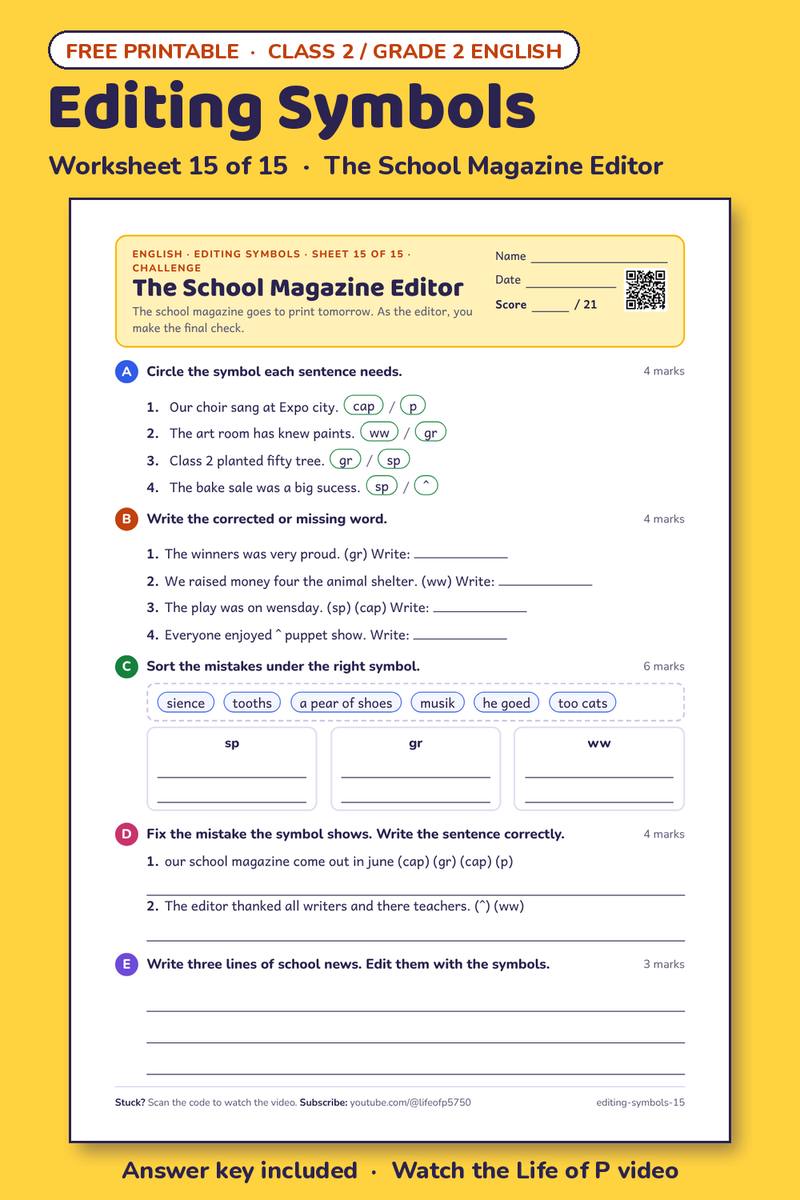 FREE PRINTABLE · CLASS 2 / GRADE 2 ENGLISH
Editing Symbols
Worksheet 15 of 15 · The School Magazine Editor
ENGLISH · EDITING SYMBOLS · SHEET 15 OF 15 ·
CHALLENGE
The School Magazine Editor
The school magazine goes to print tomorrow. As the editor, you
make the final check.
Name
Date
Score / 21
A Circle the symbol each sentence needs. 4 marks
1. Our choir sang at Expo city. cap / p
2. The art room has knew paints. ww / gr
3. Class 2 planted fifty tree. gr / sp
4. The bake sale was a big sucess. sp / ^
B Write the corrected or missing word. 4 marks
1. The winners was very proud. (gr) Write:
2. We raised money four the animal shelter. (ww) Write:
3. The play was on wensday. (sp) (cap) Write:
4. Everyone enjoyed ^ puppet show. Write:
C Sort the mistakes under the right symbol. 6 marks
sience tooths a pear of shoes musik he goed too cats
sp gr ww
D Fix the mistake the symbol shows. Write the sentence correctly. 4 marks
1. our school magazine come out in june (cap) (gr) (cap) (p)
2. The editor thanked all writers and there teachers. (^) (ww)
E Write three lines of school news. Edit them with the symbols. 3 marks
Stuck? Scan the code to watch the video. Subscribe: youtube.com/@lifeofp5750 editing-symbols-15
Answer key included · Watch the Life of P video